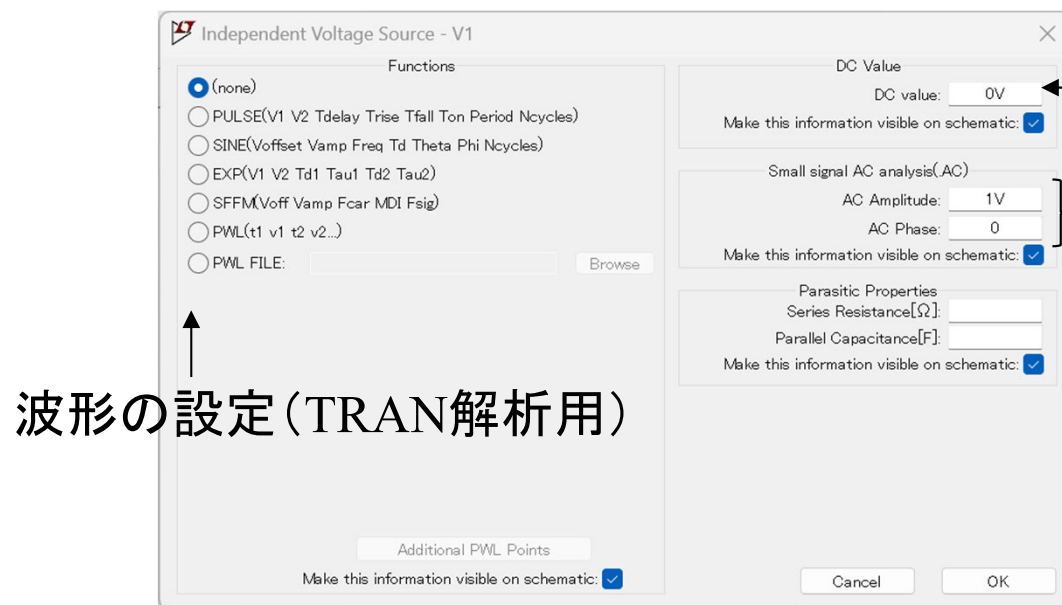 Independent Voltage Source - V1
Functions
(none)
PULSE(V1 V2 Tdelay Trise Tfall Ton Period Ncycles)
SINE(Voffset Vamp Freq Td Theta Phi Ncycles)
EXP(V1 V2 Td1 Tau1 Td2 Tau2)
SFFM(Voff Vamp Fcar MDI Fsig)
PWL(t1 v1 t2 v2...)
PWL FILE:
Browse
波形の設定（TRAN解析用）
Additional PWL Points
Make this information visible on schematic:
DC Value
DC value: 0V
Make this information visible on schematic:
Small signal AC analysis(.AC)
AC Amplitude: 1V
AC Phase: 0
Make this information visible on schematic:
Parasitic Properties
Series Resistance[Ω]:
Parallel Capacitance[F]:
Make this information visible on schematic:
Cancel
OK